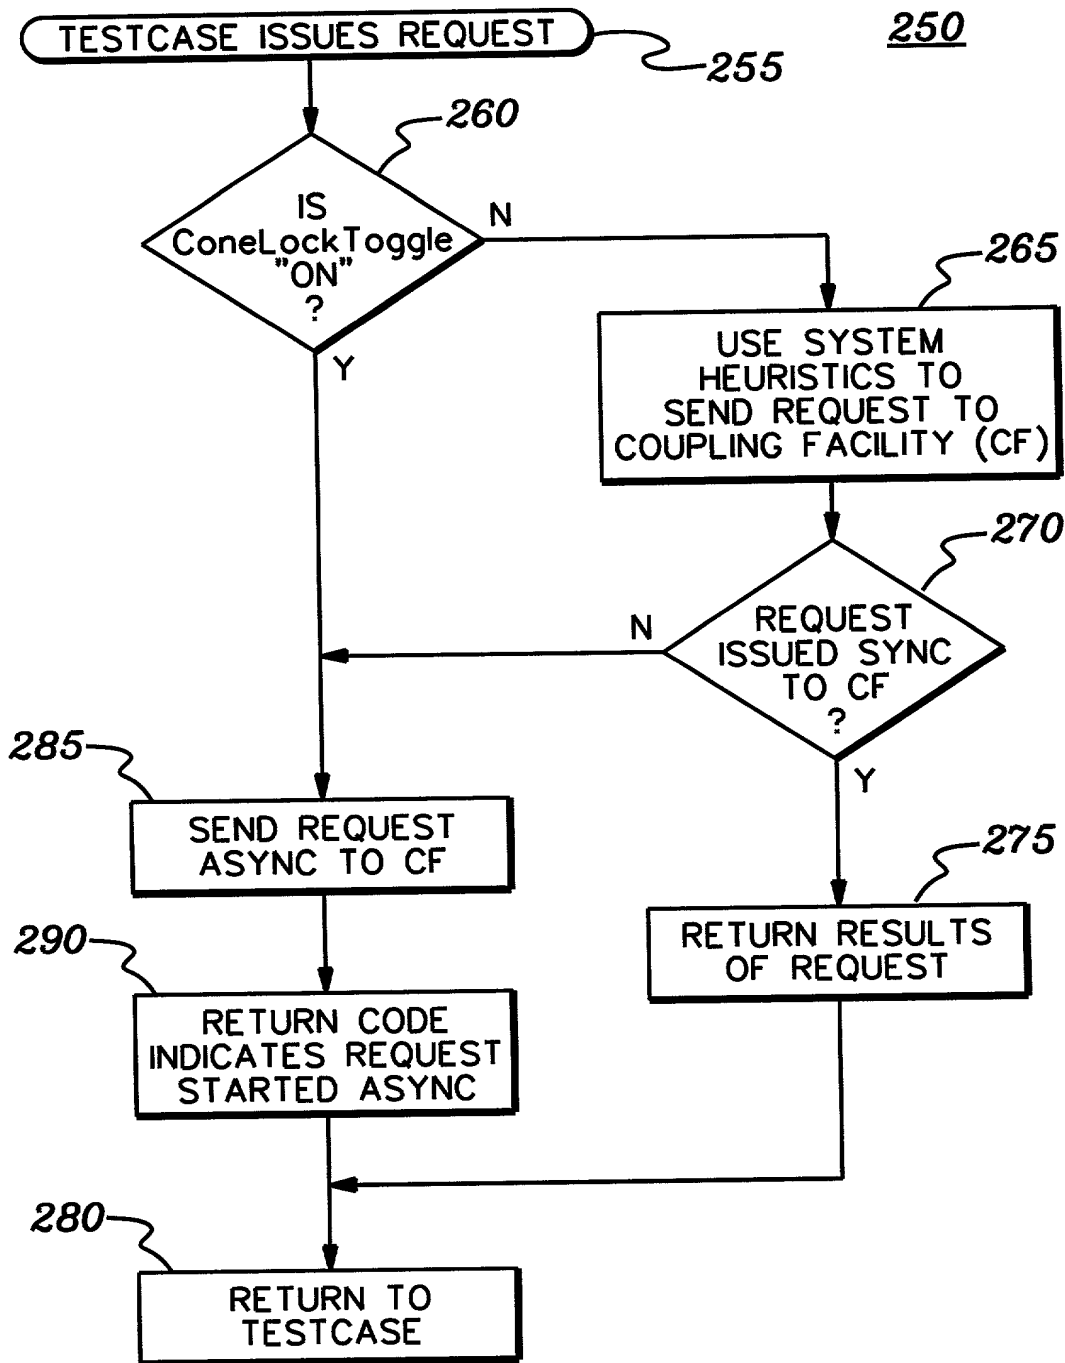 TESTCASE ISSUES REQUEST
250
255
260
IS
ConeLockToggle
"ON"
?
N
Y
265
USE SYSTEM
HEURISTICS TO
SEND REQUEST TO
COUPLING FACILITY (CF)
270
REQUEST
ISSUED SYNC
TO CF
?
N
Y
285
SEND REQUEST
ASYNC TO CF
275
RETURN RESULTS
OF REQUEST
290
RETURN CODE
INDICATES REQUEST
STARTED ASYNC
280
RETURN TO
TESTCASE